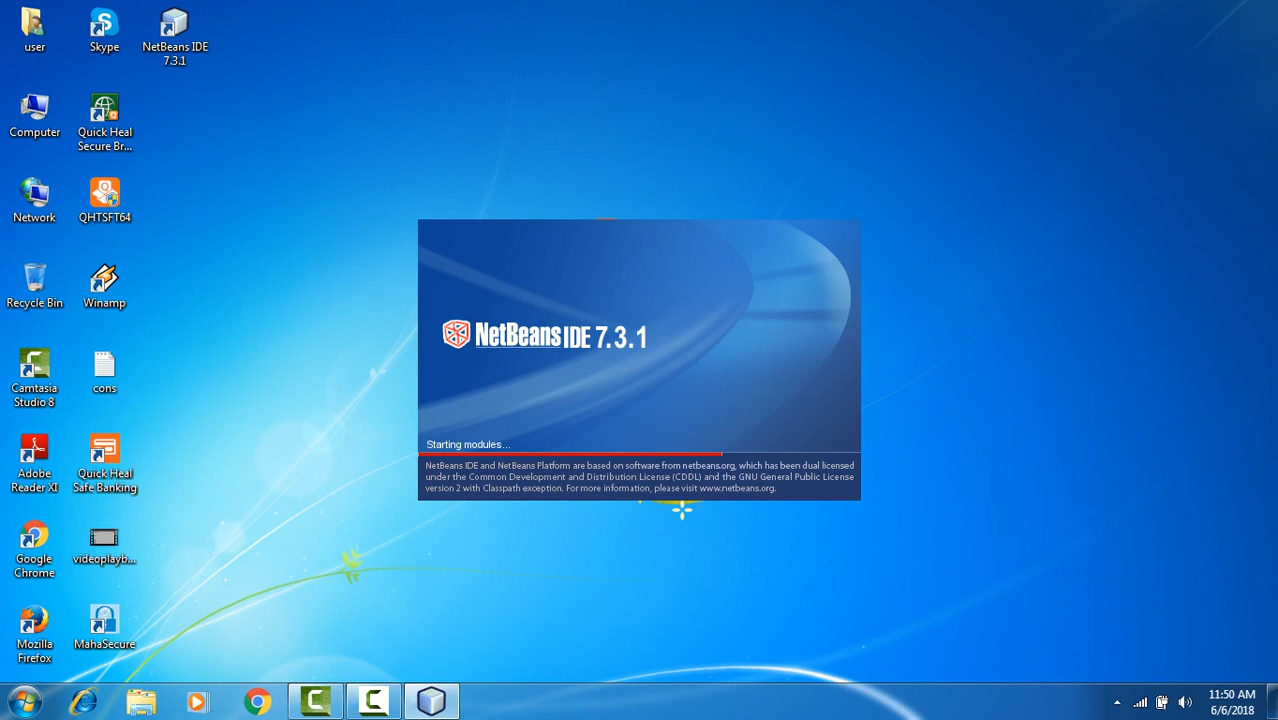 user
Skype
NetBeans IDE
7.3.1
Computer
Quick Heal
Secure Br...
Network
QHTSFT64
Recycle Bin
Winamp
Camtasia
Studio 8
cons
Adobe
Reader XI
Quick Heal
Safe Banking
Google
Chrome
videoplayb...
Mozilla
Firefox
MahaSecure
NetBeans IDE 7.3.1
Starting modules...
NetBeans IDE and NetBeans Platform are based on software from netbeans.org, which has been dual licensed
under the Common Development and Distribution License (CDDL) and the GNU General Public License
version 2 with Classpath exception. For more information, please visit www.netbeans.org.
11:50 AM
6/6/2018